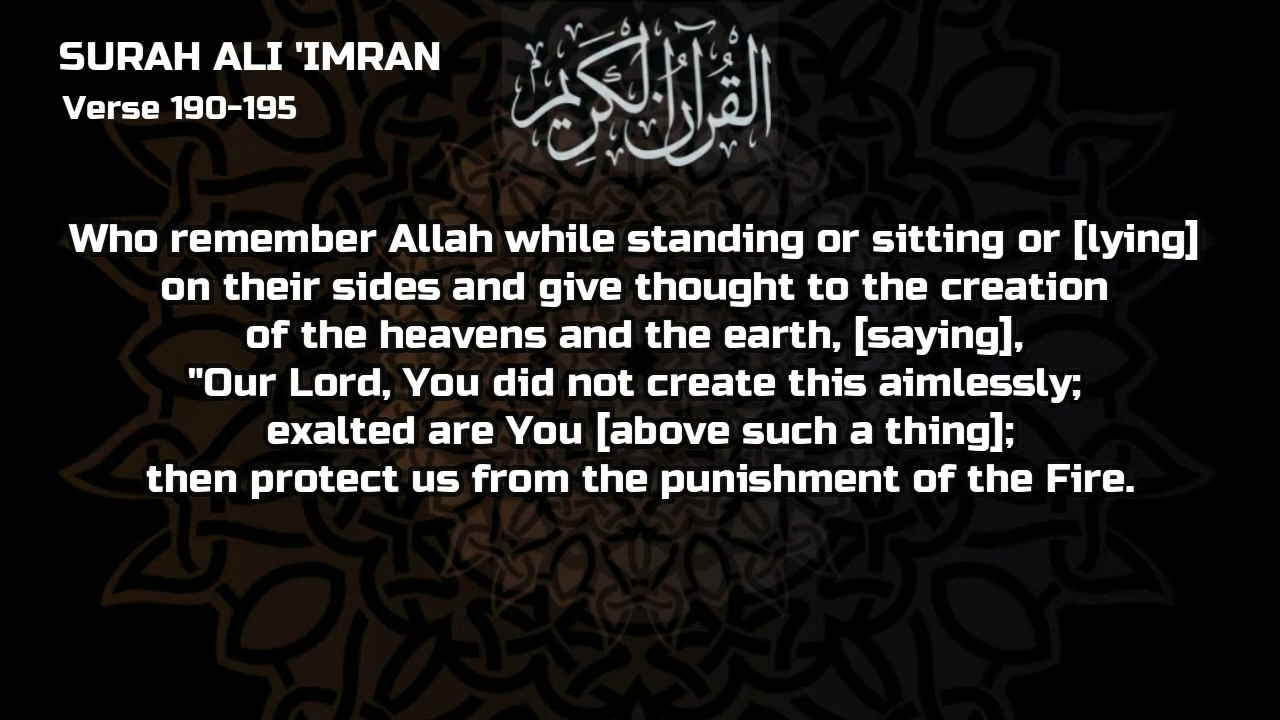 SURAH ALI 'IMRAN
Verse 190-195
القرآن الكريم
Who remember Allah while standing or sitting or [lying]
on their sides and give thought to the creation
of the heavens and the earth, [saying],
"Our Lord, You did not create this aimlessly;
exalted are You [above such a thing];
then protect us from the punishment of the Fire.